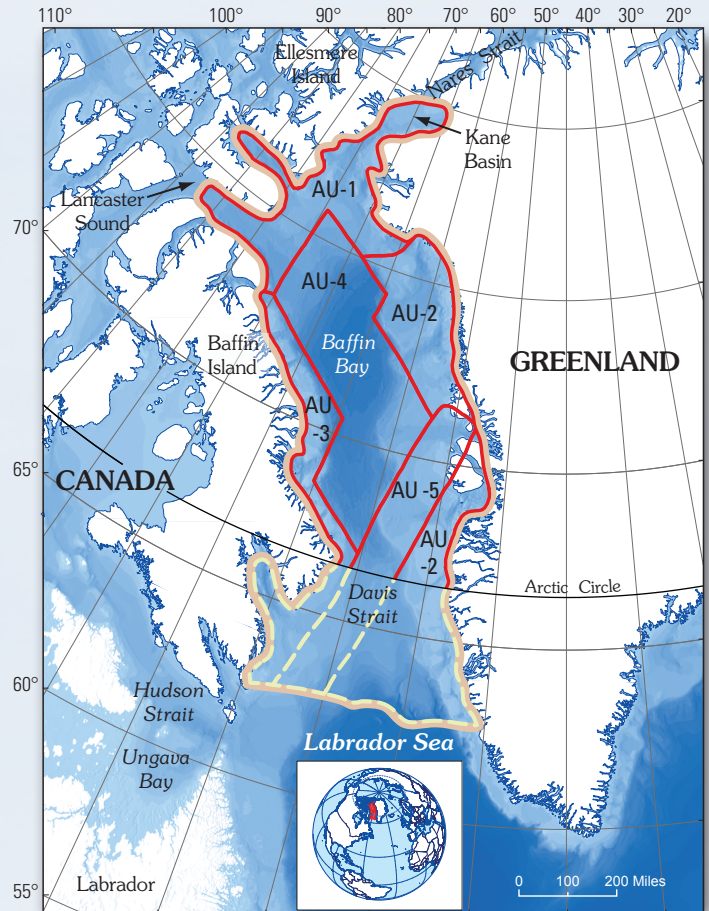 110°
100°
90°
80°
70°
60°
50°
40°
30°
20°
Ellesmere
Island
Nares Strait
Kane
Basin
Lancaster
Sound
AU-1
70°
AU-4
AU-2
Baffin
Island
Baffin
Bay
GREENLAND
AU
-3
65°
CANADA
AU -5
AU
-2
Arctic Circle
Davis
Strait
60°
Hudson
Strait
Labrador Sea
Ungava
Bay
Labrador
55°
0 100 200 Miles